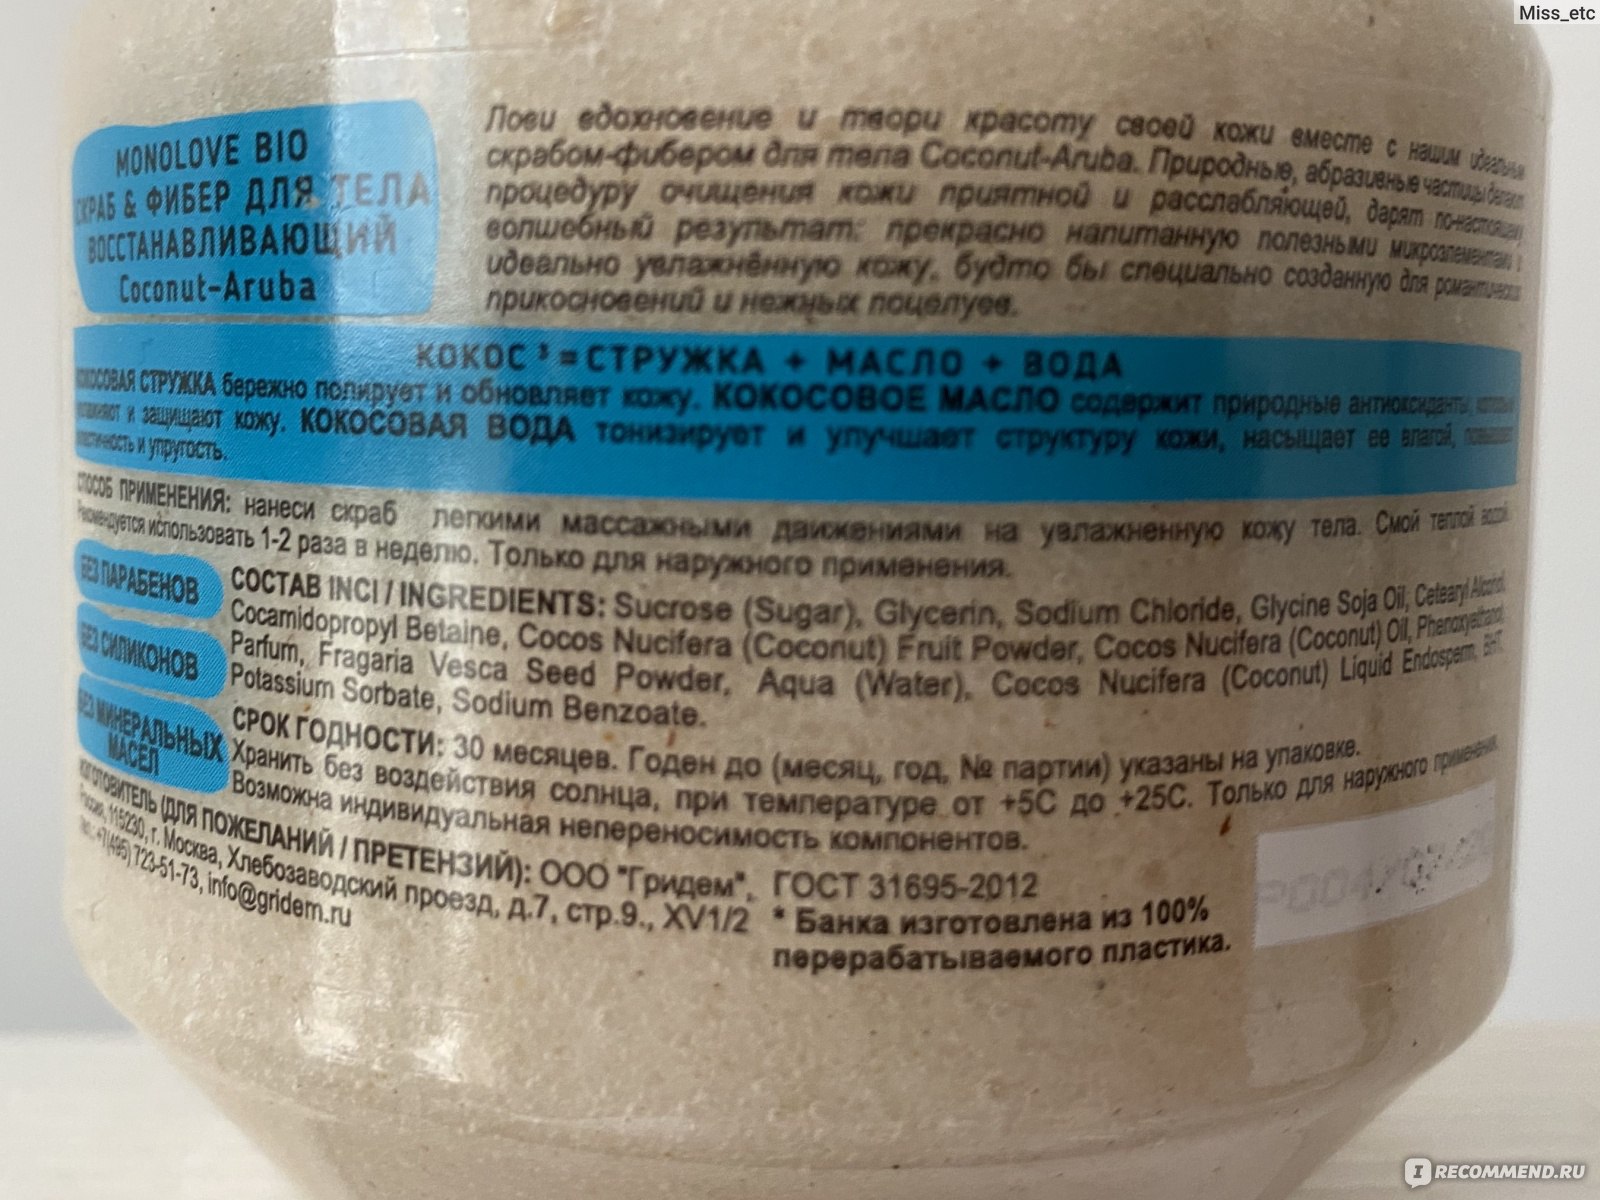 Miss_etc
MONOLOVE BIO
СКРАБ & ФИБЕР ДЛЯ ТЕЛА
ВОССТАНАВЛИВАЮЩИЙ
Coconut-Aruba
Лови вдохновение и твори красоту своей кожи вместе с нашим идеальным
скрабом-фибером для тела Coconut-Aruba. Природные, абразивные частицы делают
процедуру очищения кожи приятной и расслабляющей, дарят по-настоящему
волшебный результат: прекрасно напитанную полезными микроэлементами и
идеально увлажнённую кожу, будто бы специально созданную для романтических
прикосновений и нежных поцелуев.
КОКОС ³ = СТРУЖКА + МАСЛО + ВОДА
КОКОСОВАЯ СТРУЖКА бережно полирует и обновляет кожу. КОКОСОВОЕ МАСЛО содержит природные антиоксиданты, которые
увлажняют и защищают кожу. КОКОСОВАЯ ВОДА тонизирует и улучшает структуру кожи, насыщает ее влагой, повышает
эластичность и упругость.
СПОСОБ ПРИМЕНЕНИЯ: нанеси скраб легкими массажными движениями на увлажненную кожу тела. Смой теплой водой.
Рекомендуется использовать 1-2 раза в неделю. Только для наружного применения.
БЕЗ ПАРАБЕНОВ
БЕЗ СИЛИКОНОВ
БЕЗ МИНЕРАЛЬНЫХ
МАСЕЛ
СОСТАВ INCI / INGREDIENTS: Sucrose (Sugar), Glycerin, Sodium Chloride, Glycine Soja Oil, Cetearyl Alcohol,
Cocamidopropyl Betaine, Cocos Nucifera (Coconut) Fruit Powder, Cocos Nucifera (Coconut) Oil, Phenoxyethanol,
Parfum, Fragaria Vesca Seed Powder, Aqua (Water), Cocos Nucifera (Coconut) Liquid Endosperm, BHT,
Potassium Sorbate, Sodium Benzoate.
СРОК ГОДНОСТИ: 30 месяцев. Годен до (месяц, год, № партии) указаны на упаковке.
Хранить без воздействия солнца, при температуре от +5С до +25С. Только для наружного применения.
Возможна индивидуальная непереносимость компонентов.
ИЗГОТОВИТЕЛЬ (ДЛЯ ПОЖЕЛАНИЙ / ПРЕТЕНЗИЙ): ООО "Гридем",
Россия, 115230, г. Москва, Хлебозаводский проезд, д.7, стр.9., XV1/2
тел.: +7(495) 723-51-73, info@gridem.ru
ГОСТ 31695-2012
* Банка изготовлена из 100%
перерабатываемого пластика.
IRECOMMEND.RU